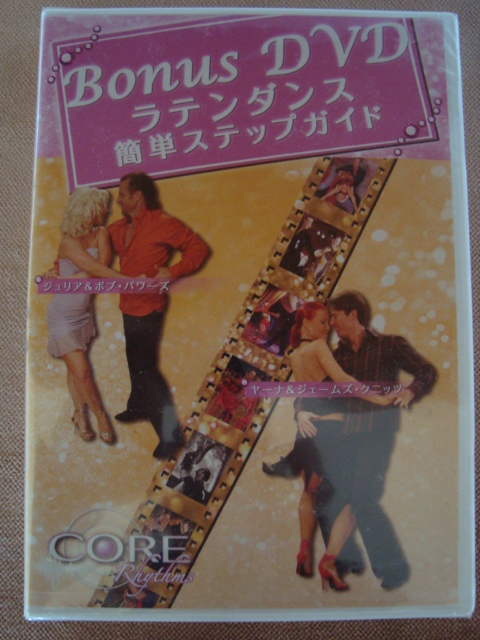 Bonus DVD
ラテンダンス
簡単ステップガイド
ジュリア&ボブ・パワーズ
ヤーナ&ジェームズ・クニッツ
CORE
Rhythms